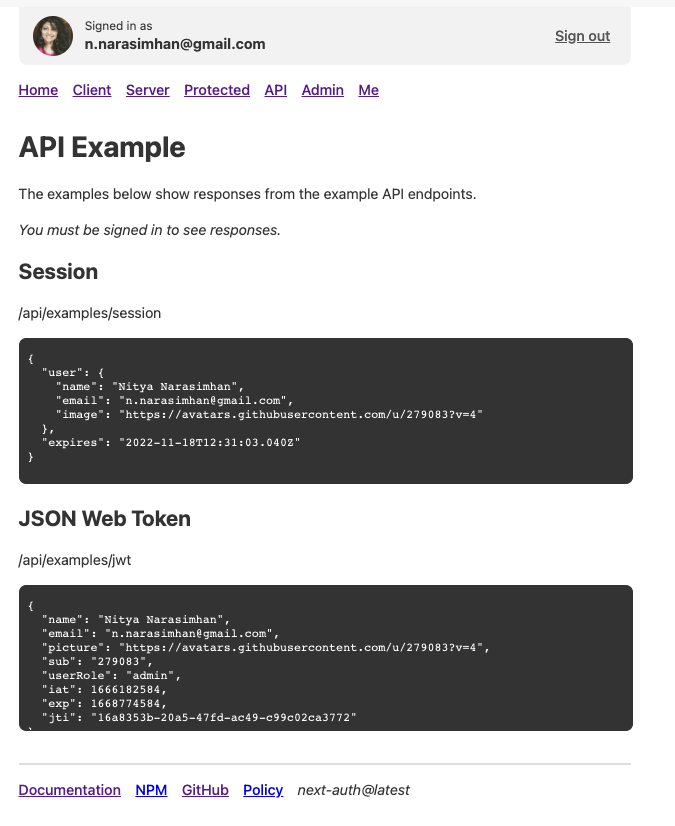 Signed in as
n.narasimhan@gmail.com
Sign out
Home Client Server Protected API Admin Me
API Example
The examples below show responses from the example API endpoints.
You must be signed in to see responses.
Session
/api/examples/session
{
  "user": {
    "name": "Nitya Narasimhan",
    "email": "n.narasimhan@gmail.com",
    "image": "https://avatars.githubusercontent.com/u/279083?v=4"
  },
  "expires": "2022-11-18T12:31:03.040Z"
}
JSON Web Token
/api/examples/jwt
{
  "name": "Nitya Narasimhan",
  "email": "n.narasimhan@gmail.com",
  "picture": "https://avatars.githubusercontent.com/u/279083?v=4",
  "sub": "279083",
  "userRole": "admin",
  "iat": 1666182584,
  "exp": 1668774584,
  "jti": "16a8353b-20a5-47fd-ac49-c99c02ca3772"
Documentation NPM GitHub Policy next-auth@latest